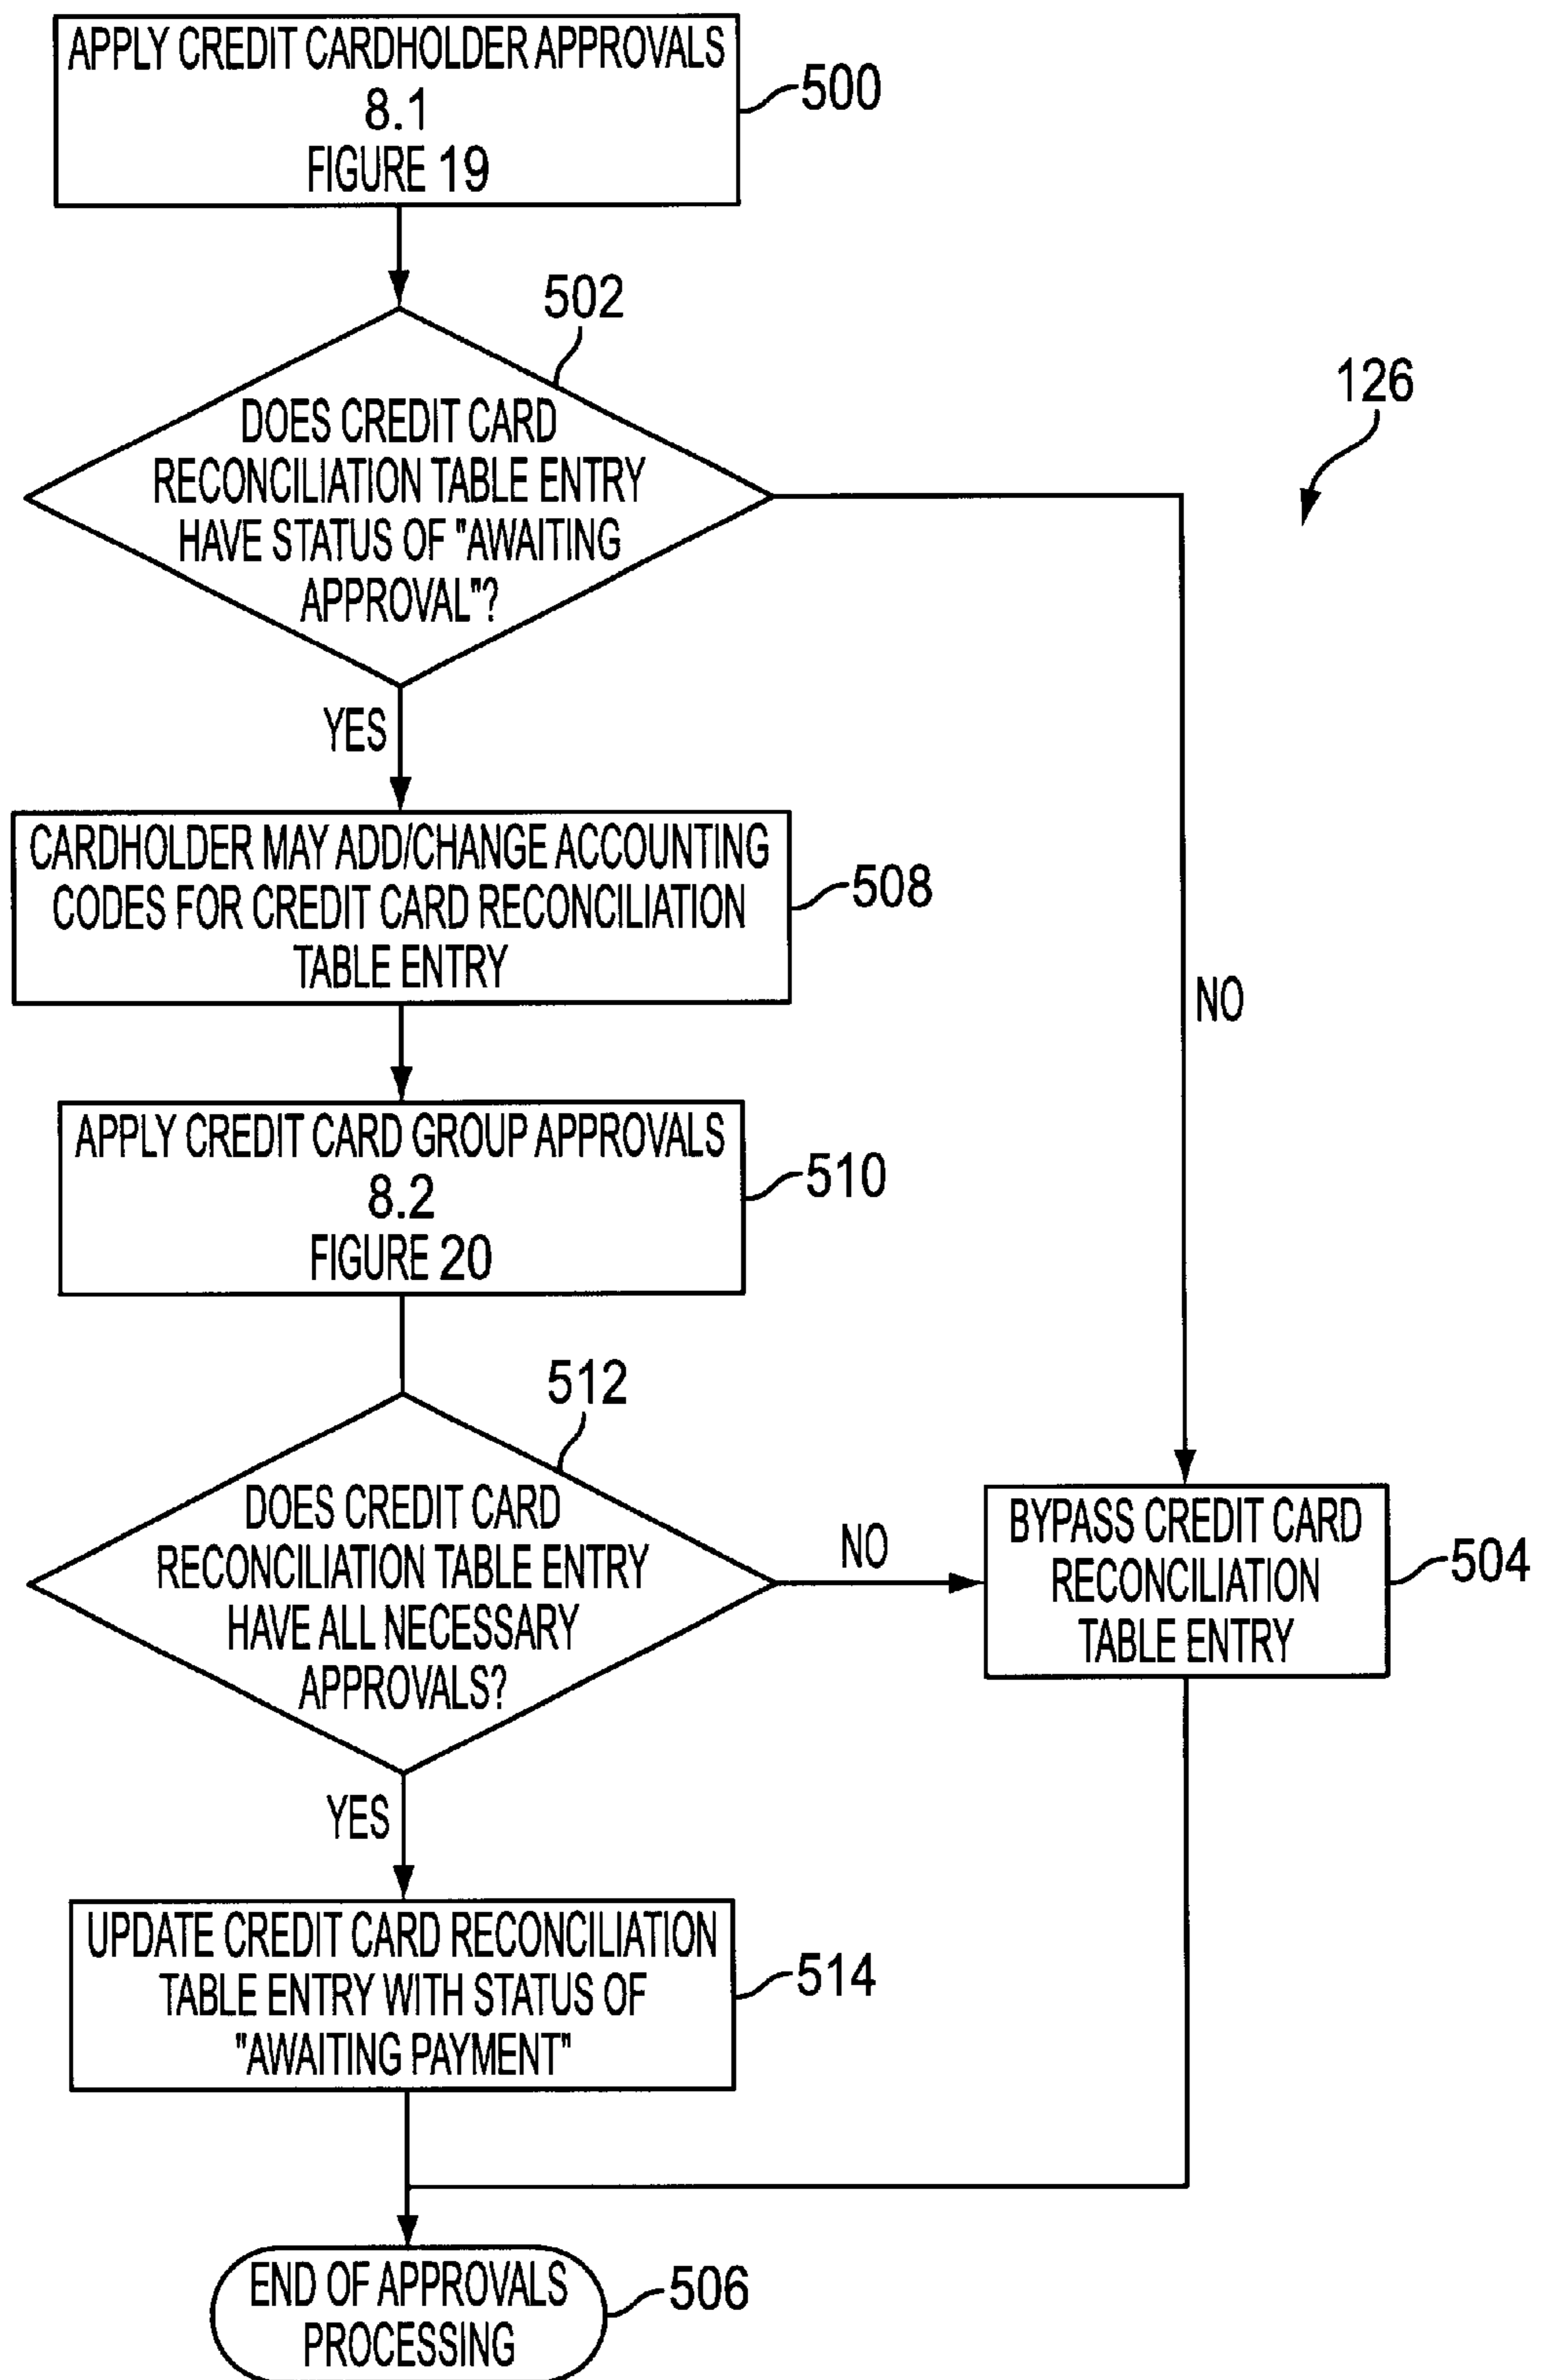 APPLY CREDIT CARDHOLDER APPROVALS
8.1
FIGURE 19
500
502
DOES CREDIT CARD
RECONCILIATION TABLE ENTRY
HAVE STATUS OF "AWAITING
APPROVAL"?
126
YES
CARDHOLDER MAY ADD/CHANGE ACCOUNTING
CODES FOR CREDIT CARD RECONCILIATION
TABLE ENTRY
508
NO
APPLY CREDIT CARD GROUP APPROVALS
8.2
FIGURE 20
510
512
DOES CREDIT CARD
RECONCILIATION TABLE ENTRY
HAVE ALL NECESSARY
APPROVALS?
NO
BYPASS CREDIT CARD
RECONCILIATION
TABLE ENTRY
504
YES
UPDATE CREDIT CARD RECONCILIATION
TABLE ENTRY WITH STATUS OF
"AWAITING PAYMENT"
514
END OF APPROVALS
PROCESSING
506